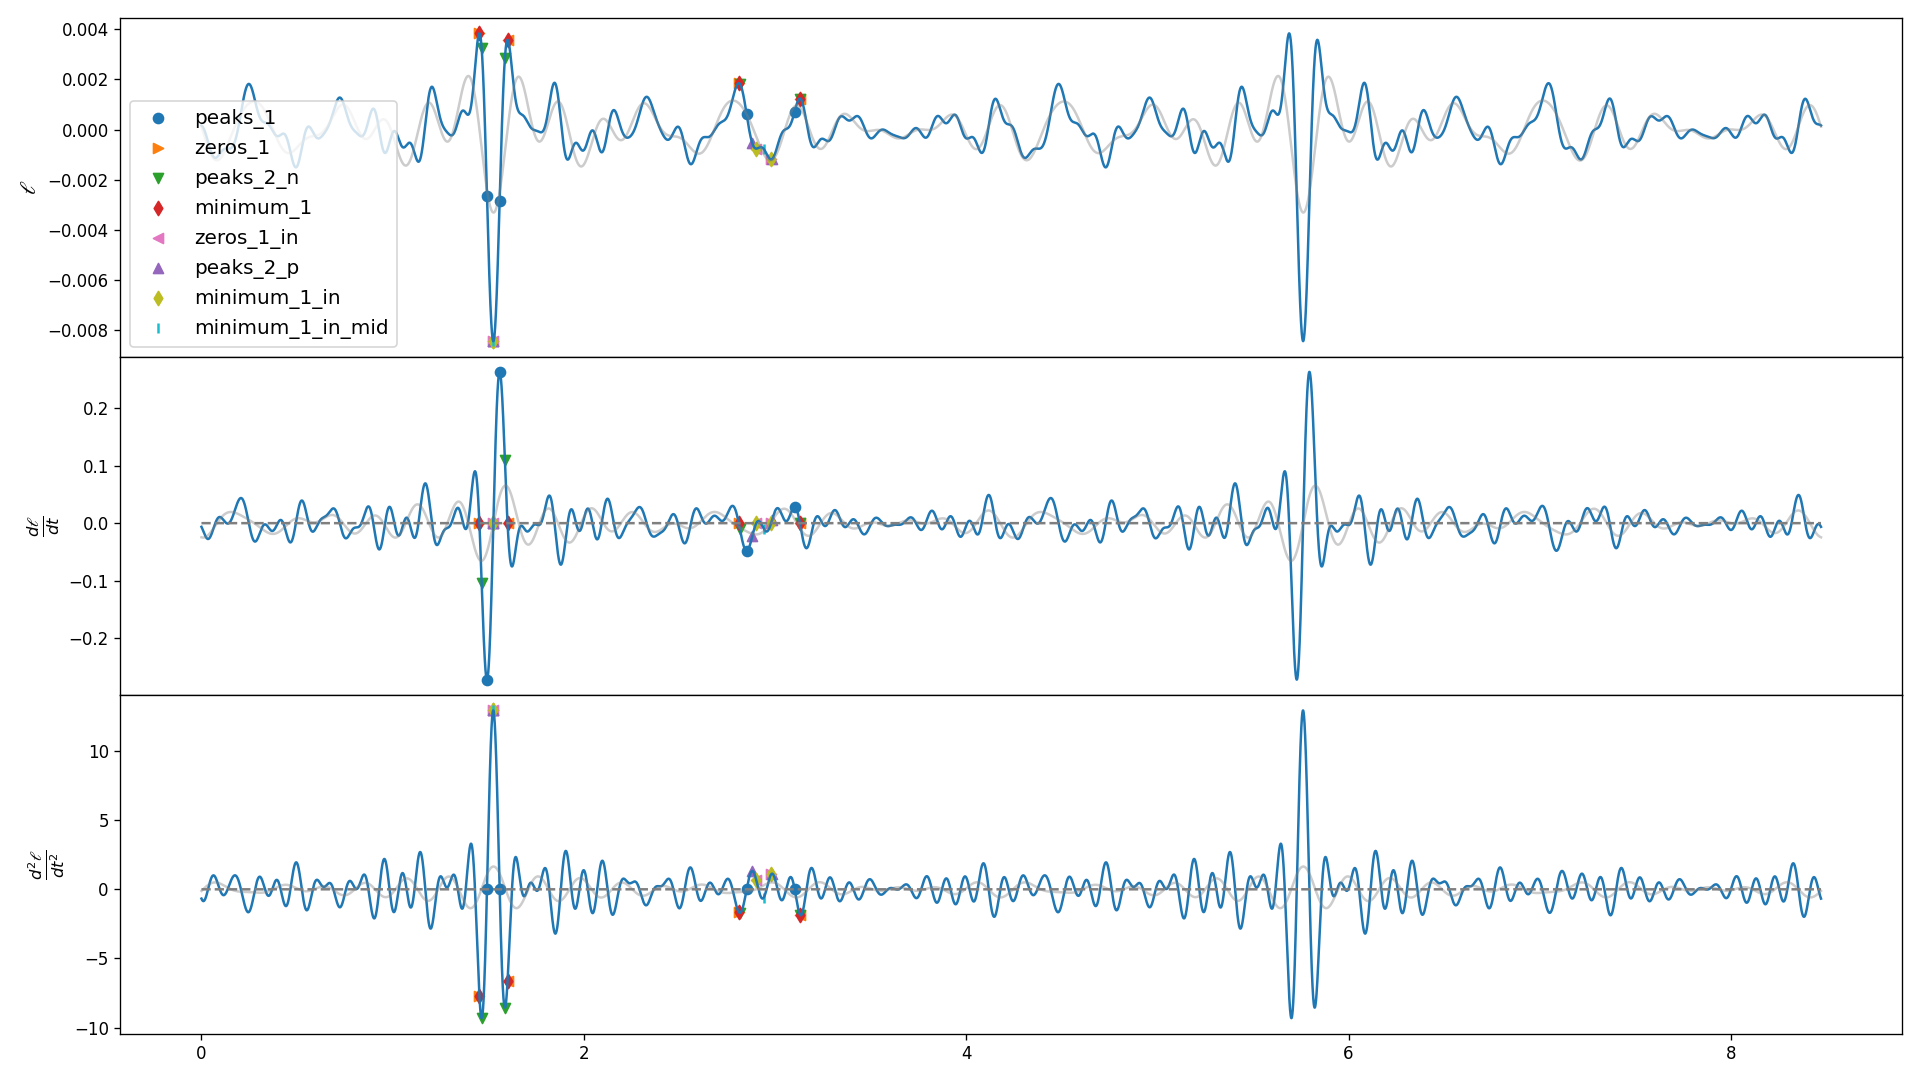 0.004
0.002
0.000
−0.002
−0.004
−0.006
−0.008
ℓ
peaks_1
zeros_1
peaks_2_n
minimum_1
zeros_1_in
peaks_2_p
minimum_1_in
minimum_1_in_mid
0.2
0.1
0.0
−0.1
−0.2
dℓ
dt
10
5
0
−5
−10
d²ℓ
dt²
0 2 4 6 8